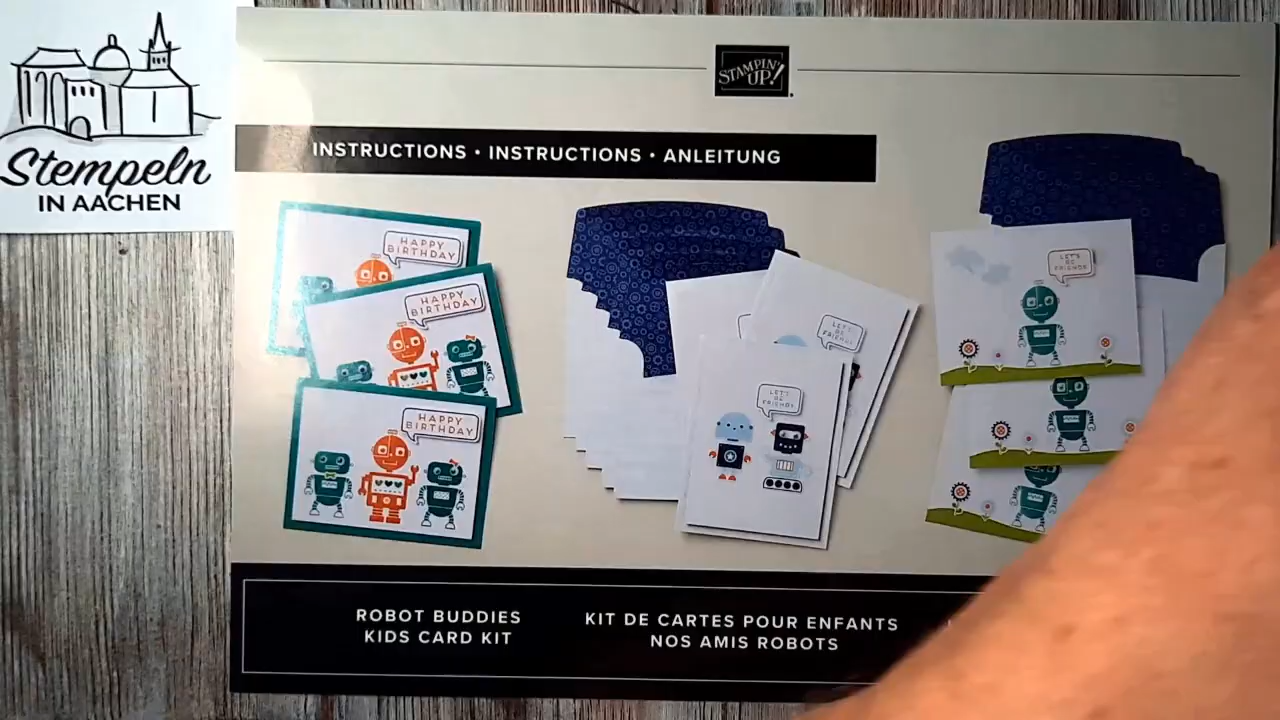 Stempeln
IN AACHEN
STAMPIN' UP!
INSTRUCTIONS • INSTRUCTIONS • ANLEITUNG
HAPPY
BIRTHDAY
HAPPY
BIRTHDAY
HAPPY
BIRTHDAY
LET'S
BE
FRIENDS
LET'S
BE
FRIENDS
LET'S
BE
FRIENDS
ROBOT BUDDIES
KIDS CARD KIT
KIT DE CARTES POUR ENFANTS
NOS AMIS ROBOTS